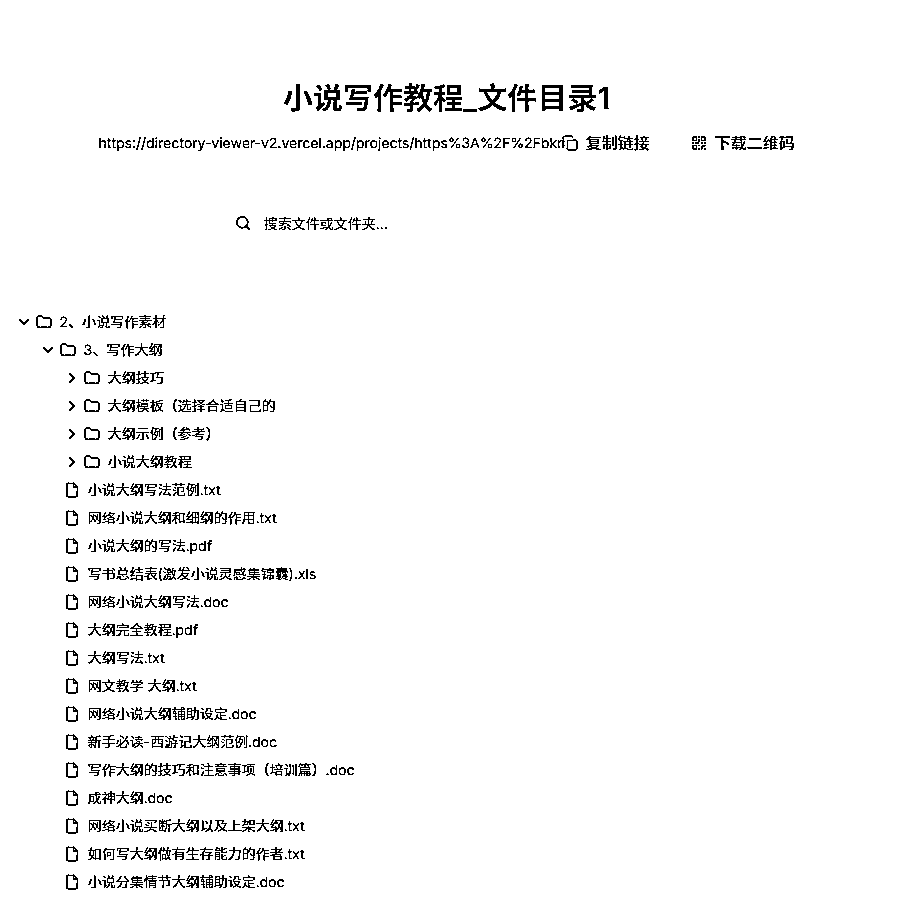 小说写作教程_文件目录1
https://directory-viewer-v2.vercel.app/projects/https%3A%2F%2Fbkrf 复制链接 下载二维码
搜索文件或文件夹...
2、小说写作素材
3、写作大纲
大纲技巧
大纲模板（选择合适自己的
大纲示例（参考）
小说大纲教程
小说大纲写法范例.txt
网络小说大纲和细纲的作用.txt
小说大纲的写法.pdf
写书总结表(激发小说灵感集锦囊).xls
网络小说大纲写法.doc
大纲完全教程.pdf
大纲写法.txt
网文教学 大纲.txt
网络小说大纲辅助设定.doc
新手必读-西游记大纲范例.doc
写作大纲的技巧和注意事项（培训篇）.doc
成神大纲.doc
网络小说买断大纲以及上架大纲.txt
如何写大纲做有生存能力的作者.txt
小说分集情节大纲辅助设定.doc